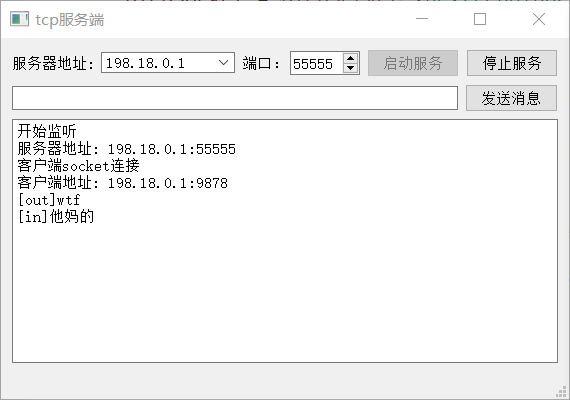 tcp服务端
服务器地址: 198.18.0.1 端口: 55555 启动服务 停止服务
发送消息
开始监听
服务器地址: 198.18.0.1:55555
客户端socket连接
客户端地址: 198.18.0.1:9878
[out]wtf
[in]他妈的